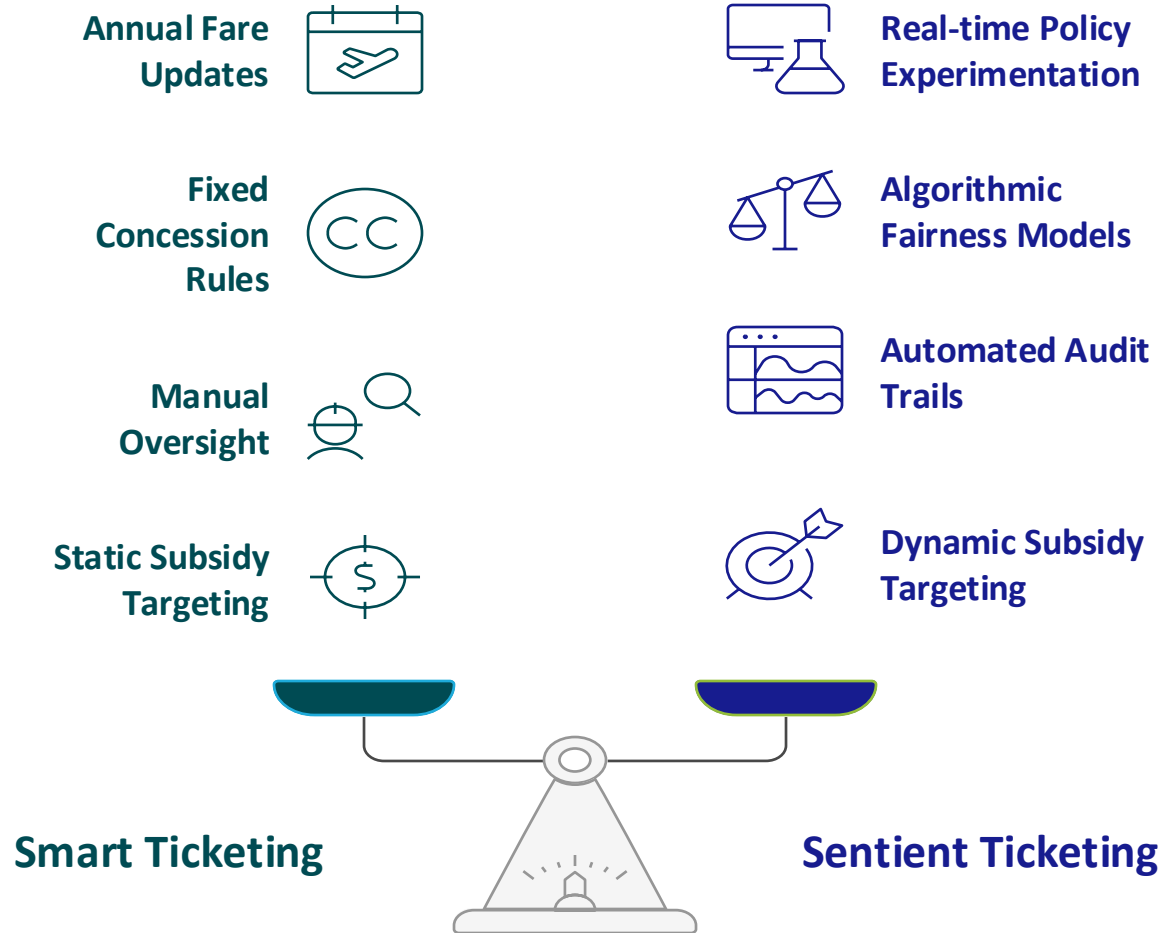 Annual Fare
Updates
Real-time Policy
Experimentation
Fixed
Concession
Rules
CC
Algorithmic
Fairness Models
Manual
Oversight
Automated Audit
Trails
Static Subsidy
Targeting
$
Dynamic Subsidy
Targeting
Smart Ticketing
Sentient Ticketing